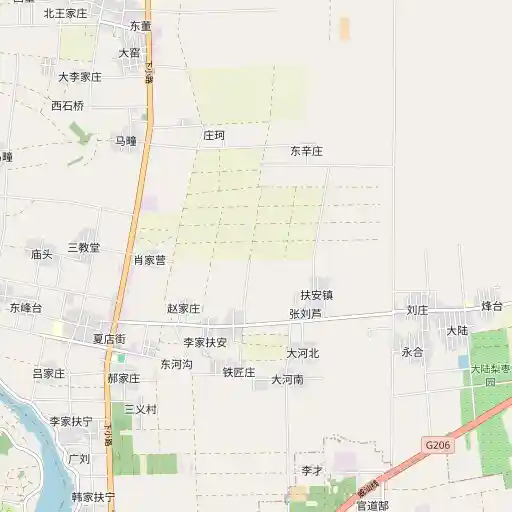 北王家庄
东董
大窑
大李家庄
西石桥
马疃
庄珂
东辛庄
三教堂
庙头
肖家营
扶安镇
赵家庄
张刘芦
刘庄
烽台
东峰台
大陆
夏店街
李家扶安
大河北
永合
东河沟
铁匠庄
大河南
大陆梨枣
园
吕家庄
郝家庄
三义村
李家扶宁
G206
广刘
李才
韩家扶宁
官道郜